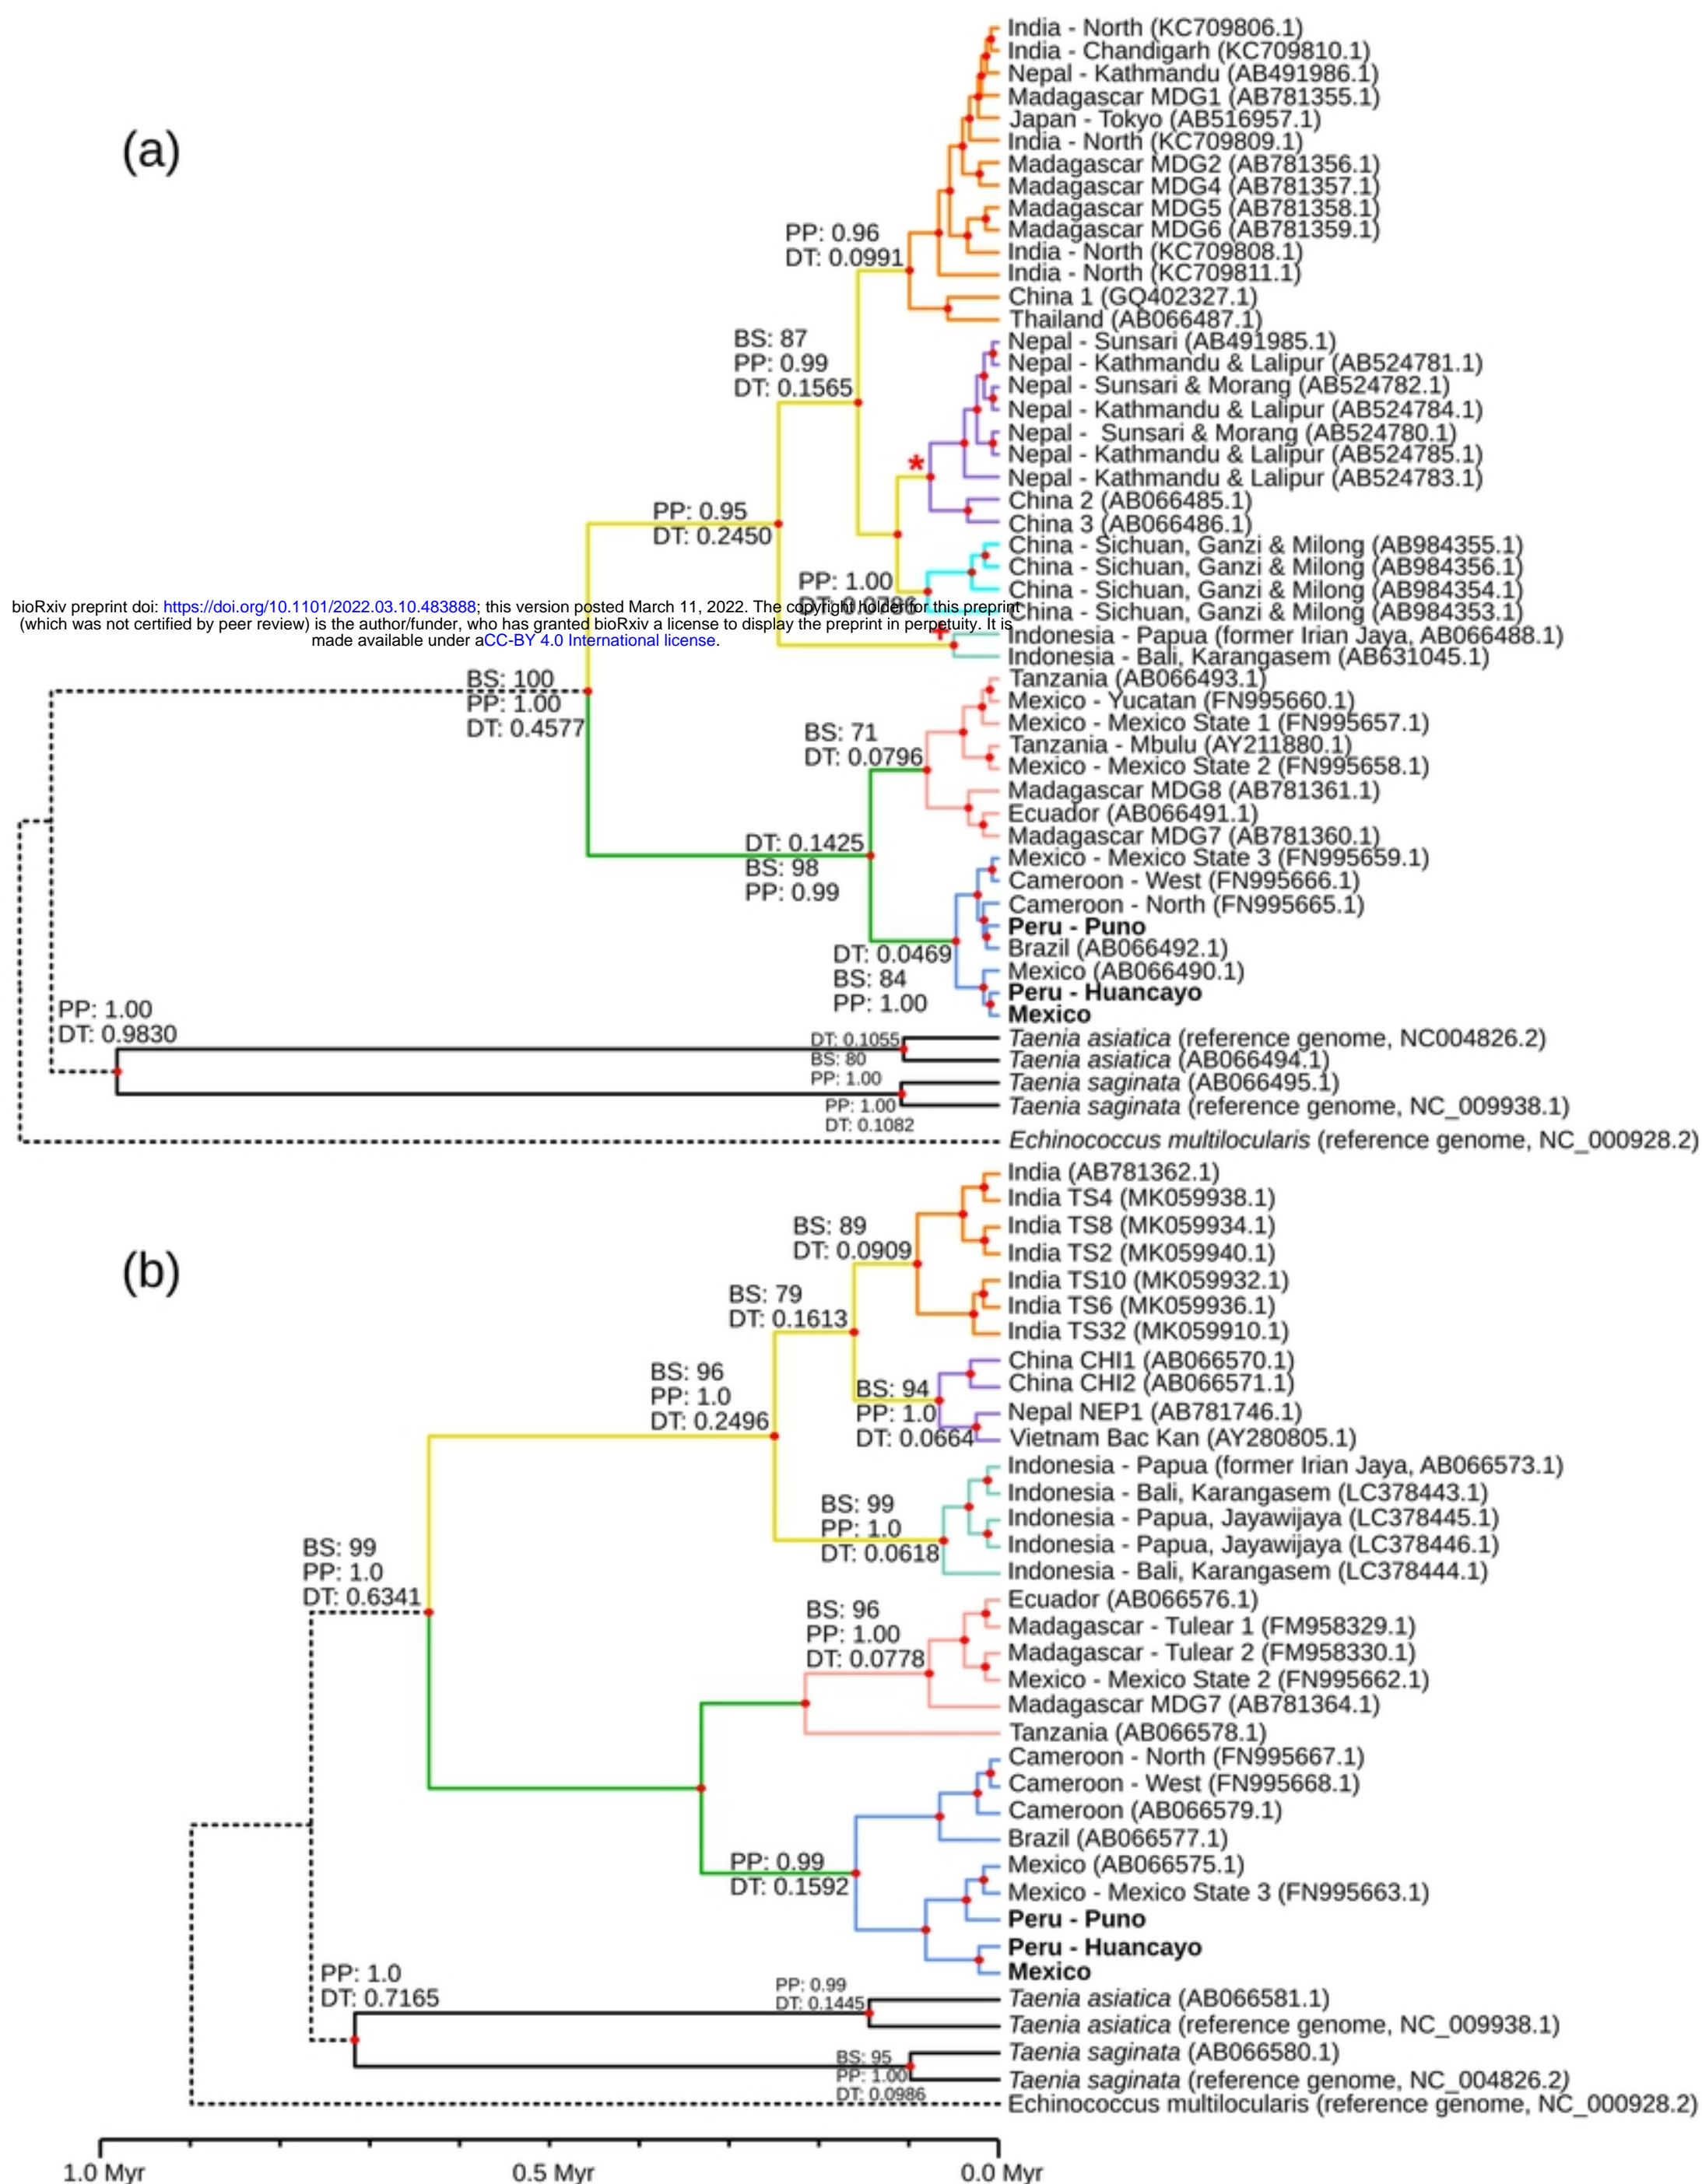 (a)
India - North (KC709806.1)
India - Chandigarh (KC709810.1)
Nepal - Kathmandu (AB491986.1)
Madagascar MDG1 (AB781355.1)
Japan - Tokyo (AB516957.1)
India - North (KC709809.1)
Madagascar MDG2 (AB781356.1)
Madagascar MDG4 (AB781357.1)
Madagascar MDG5 (AB781358.1)
Madagascar MDG6 (AB781359.1)
India - North (KC709808.1)
India - North (KC709811.1)
China 1 (GQ402327.1)
Thailand (AB066487.1)
Nepal - Sunsari (AB491985.1)
Nepal - Kathmandu & Lalipur (AB524781.1)
Nepal - Sunsari & Morang (AB524782.1)
Nepal - Kathmandu & Lalipur (AB524784.1)
Nepal - Sunsari & Morang (AB524780.1)
Nepal - Kathmandu & Lalipur (AB524785.1)
Nepal - Kathmandu & Lalipur (AB524783.1)
China 2 (AB066485.1)
China 3 (AB066486.1)
China - Sichuan, Ganzi & Milong (AB984355.1)
China - Sichuan, Ganzi & Milong (AB984356.1)
China - Sichuan, Ganzi & Milong (AB984354.1)
China - Sichuan, Ganzi & Milong (AB984353.1)
Indonesia - Papua (former Irian Jaya, AB066488.1)
Indonesia - Bali, Karangasem (AB631045.1)
Tanzania (AB066493.1)
Mexico - Yucatan (FN995660.1)
Mexico - Mexico State 1 (FN995657.1)
Tanzania - Mbulu (AY211880.1)
Mexico - Mexico State 2 (FN995658.1)
Madagascar MDG8 (AB781361.1)
Ecuador (AB066491.1)
Madagascar MDG7 (AB781360.1)
Mexico - Mexico State 3 (FN995659.1)
Cameroon - West (FN995666.1)
Cameroon - North (FN995665.1)
Peru - Puno
Brazil (AB066492.1)
Mexico (AB066490.1)
Peru - Huancayo
Mexico
Taenia asiatica (reference genome, NC004826.2)
Taenia asiatica (AB066494.1)
Taenia saginata (AB066495.1)
Taenia saginata (reference genome, NC_009938.1)
Echinococcus multilocularis (reference genome, NC_000928.2)
PP: 0.96
DT: 0.0991
BS: 87
PP: 0.99
DT: 0.1565
*
PP: 0.95
DT: 0.2450
PP: 1.00
DT: 0.0786
+
bioRxiv preprint doi: https://doi.org/10.1101/2022.03.10.483888; this version posted March 11, 2022. The copyright holder for this preprint
(which was not certified by peer review) is the author/funder, who has granted bioRxiv a license to display the preprint in perpetuity. It is
made available under aCC-BY 4.0 International license.
BS: 100
PP: 1.00
DT: 0.4577
BS: 71
DT: 0.0796
DT: 0.1425
BS: 98
PP: 0.99
DT: 0.0469
BS: 84
PP: 1.00
PP: 1.00
DT: 0.9830
DT: 0.1055
BS: 80
PP: 1.00
PP: 1.00
DT: 0.1082
(b)
India (AB781362.1)
India TS4 (MK059938.1)
India TS8 (MK059934.1)
India TS2 (MK059940.1)
India TS10 (MK059932.1)
India TS6 (MK059936.1)
India TS32 (MK059910.1)
China CHI1 (AB066570.1)
China CHI2 (AB066571.1)
Nepal NEP1 (AB781746.1)
Vietnam Bac Kan (AY280805.1)
Indonesia - Papua (former Irian Jaya, AB066573.1)
Indonesia - Bali, Karangasem (LC378443.1)
Indonesia - Papua, Jayawijaya (LC378445.1)
Indonesia - Papua, Jayawijaya (LC378446.1)
Indonesia - Bali, Karangasem (LC378444.1)
Ecuador (AB066576.1)
Madagascar - Tulear 1 (FM958329.1)
Madagascar - Tulear 2 (FM958330.1)
Mexico - Mexico State 2 (FN995662.1)
Madagascar MDG7 (AB781364.1)
Tanzania (AB066578.1)
Cameroon - North (FN995667.1)
Cameroon - West (FN995668.1)
Cameroon (AB066579.1)
Brazil (AB066577.1)
Mexico (AB066575.1)
Mexico - Mexico State 3 (FN995663.1)
Peru - Puno
Peru - Huancayo
Mexico
Taenia asiatica (AB066581.1)
Taenia asiatica (reference genome, NC_009938.1)
Taenia saginata (AB066580.1)
Taenia saginata (reference genome, NC_004826.2)
Echinococcus multilocularis (reference genome, NC_000928.2)
BS: 89
DT: 0.0909
BS: 79
DT: 0.1613
BS: 96
PP: 1.0
DT: 0.2496
BS: 94
PP: 1.0
DT: 0.0664
BS: 99
PP: 1.0
DT: 0.0618
BS: 99
PP: 1.0
DT: 0.6341
BS: 96
PP: 1.00
DT: 0.0778
PP: 0.99
DT: 0.1592
PP: 1.0
DT: 0.7165
PP: 0.99
DT: 0.1445
BS: 95
PP: 1.00
DT: 0.0986
1.0 Myr
0.5 Myr
0.0 Myr